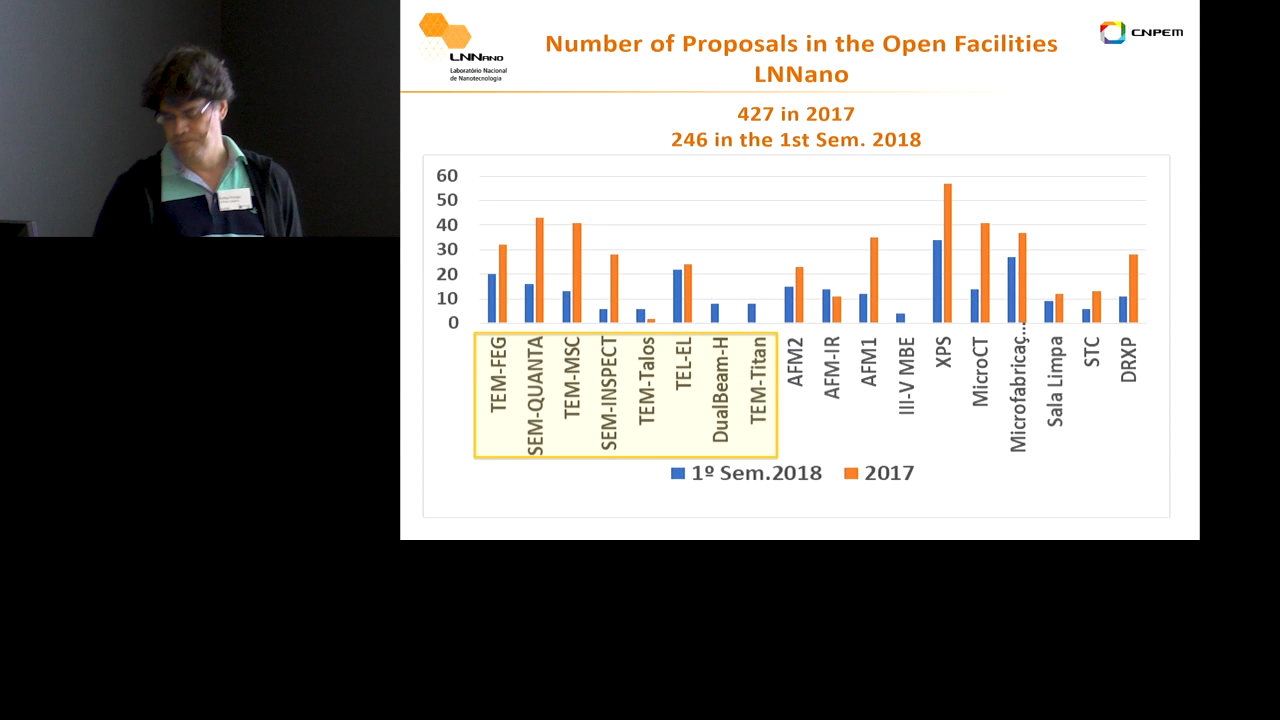 LNNANO
Laboratório Nacional
de Nanotecnologia
CNPEM
Number of Proposals in the Open Facilities
LNNano
427 in 2017
246 in the 1st Sem. 2018
60
50
40
30
20
10
0
TEM-FEG
SEM-QUANTA
TEM-MSC
SEM-INSPECT
TEM-Talos
TEL-EL
DualBeam-H
TEM-Titan
AFM2
AFM-IR
AFM1
III-V MBE
XPS
MicroCT
Microfabricaç...
Sala Limpa
STC
DRXP
1º Sem.2018
2017